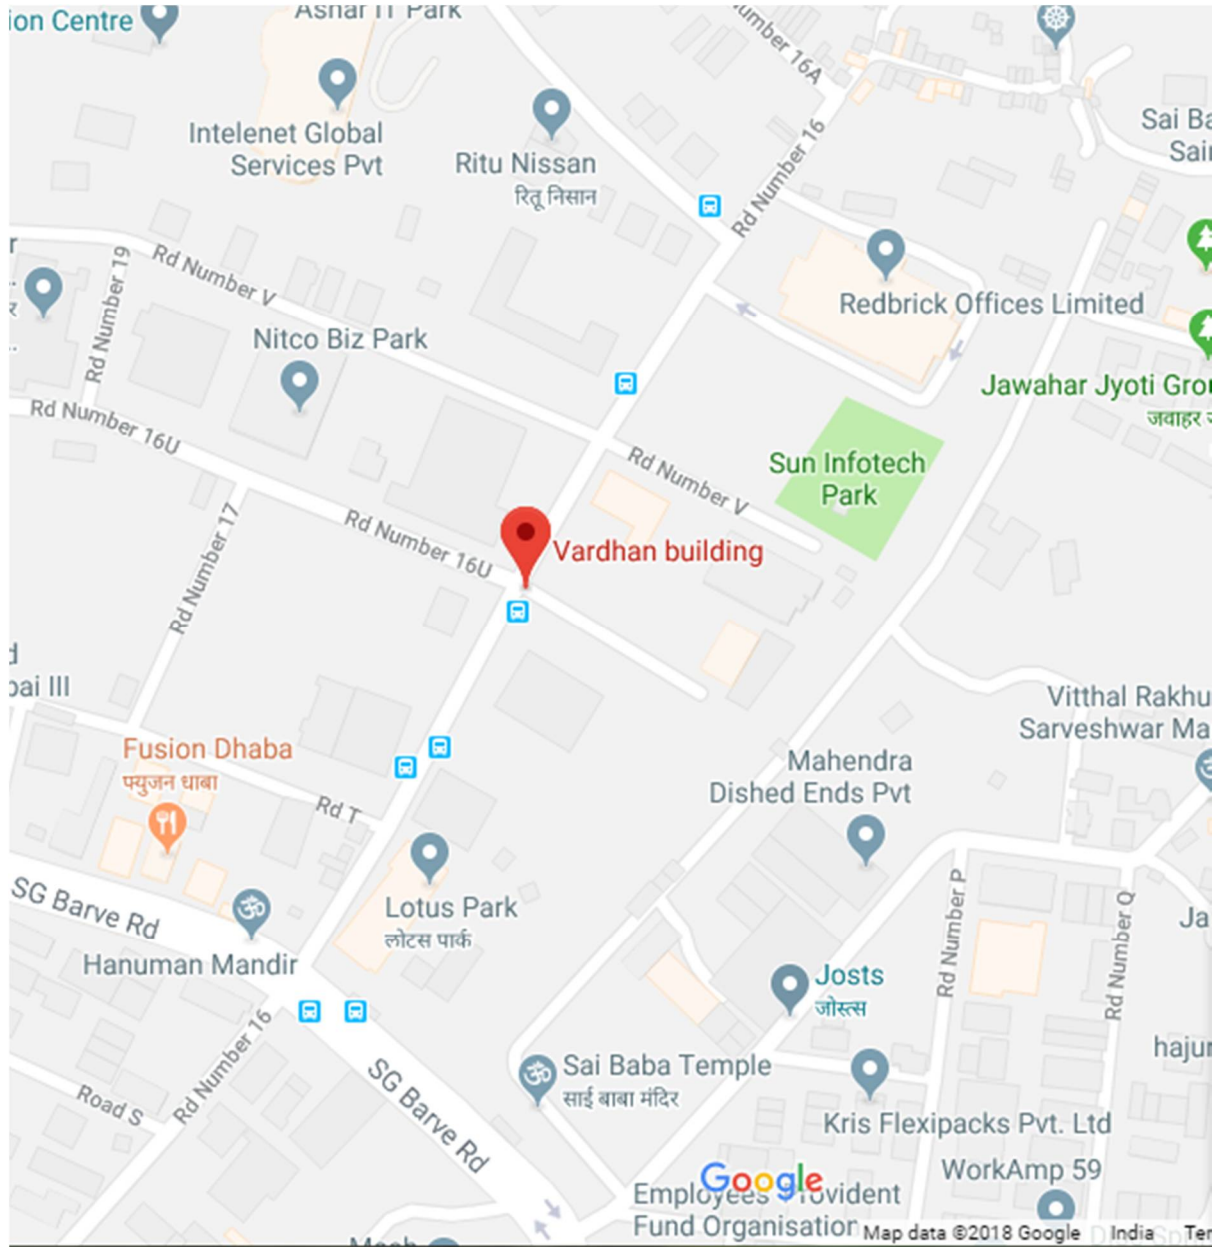 ion Centre
Ashar IT Park
Intelenet Global
Services Pvt
Ritu Nissan
रितू निसान
umber 16A
Rd Number 16
Sai Ba
Sai
Rd Number 19
Rd Number V
Redbrick Offices Limited
Nitco Biz Park
Rd Number 16U
Jawahar Jyoti Grou
जवाहर
Sun Infotech
Park
Rd Number V
Rd Number 17
Rd Number 16U
Vardhan building
d
bai III
Vitthal Rakhu
Sarveshwar Ma
Fusion Dhaba
फ्युजन धाबा
Mahendra
Dished Ends Pvt
Rd T
SG Barve Rd
Lotus Park
लोटस पार्क
Rd Number P
Rd Number Q
Ja
Hanuman Mandir
Josts
जोस्त्स
Rd Number 16
Road S
SG Barve Rd
Sai Baba Temple
साई बाबा मंदिर
hajur
Kris Flexipacks Pvt. Ltd
WorkAmp 59
Google
Employees Provident
Fund Organisation
Map data ©2018 Google India Ter